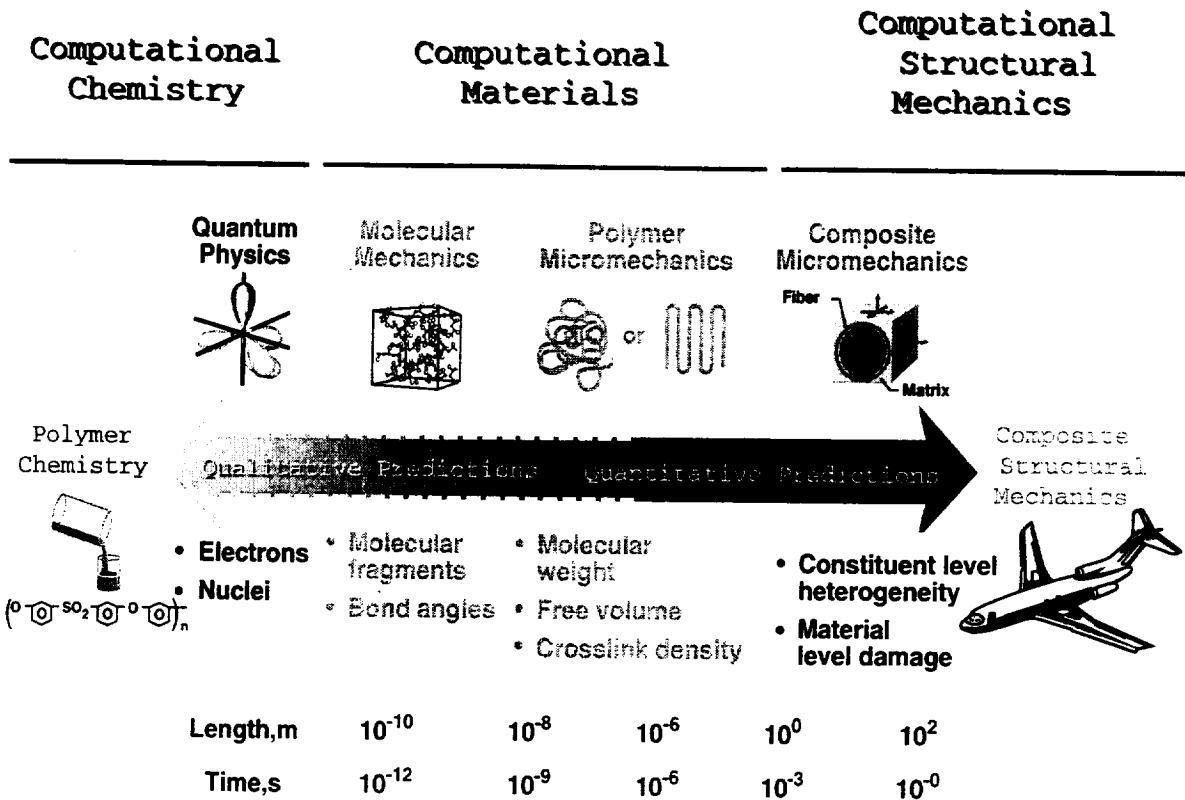 Computational
Chemistry
Computational
Materials
Computational
Structural
Mechanics
Quantum
Physics
Molecular
Mechanics
Polymer
Micromechanics
Composite
Micromechanics
or
Fiber
Matrix
Polymer
Chemistry
Qualitative Predictions
Quantitative Predictions
Composite
Structural
Mechanics
• Electrons
• Nuclei
• Molecular
fragments
• Bond angles
• Molecular
weight
• Free volume
• Crosslink density
• Constituent level
heterogeneity
• Material
level damage
(O SO₂ O )ₙ
Length,m 10⁻¹⁰ 10⁻⁸ 10⁻⁶ 10⁰ 10²
Time,s 10⁻¹² 10⁻⁹ 10⁻⁶ 10⁻³ 10⁻⁰